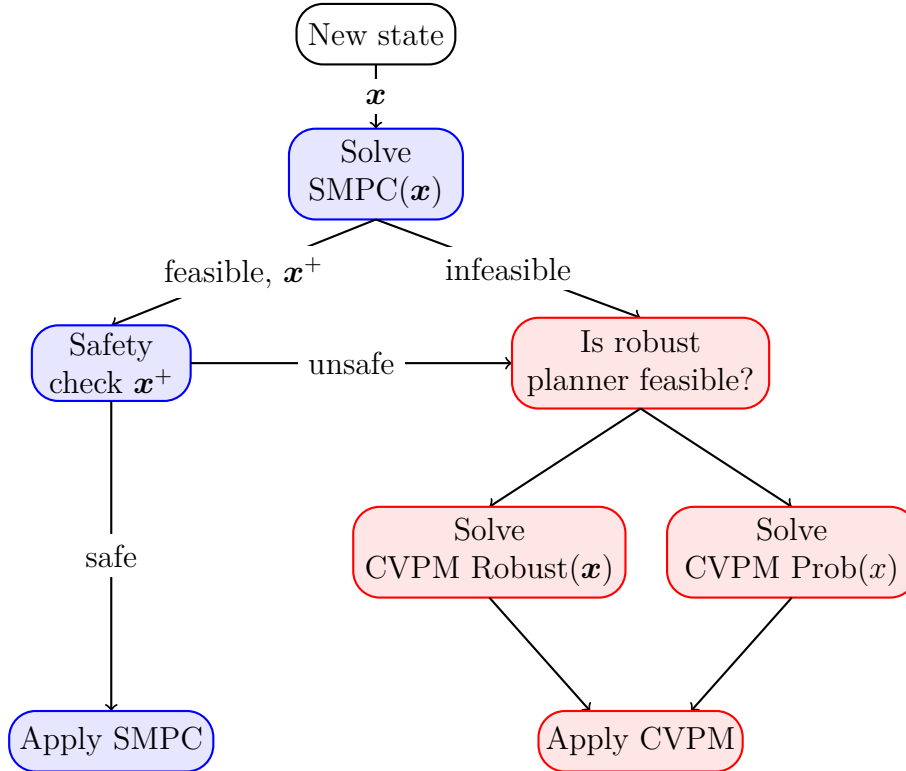 New state
𝒙
Solve
SMPC(𝒙)
feasible, 𝒙⁺
infeasible
Safety
check 𝒙⁺
unsafe
Is robust
planner feasible?
safe
Solve
CVPM Robust(𝒙)
Solve
CVPM Prob(𝑥)
Apply SMPC
Apply CVPM